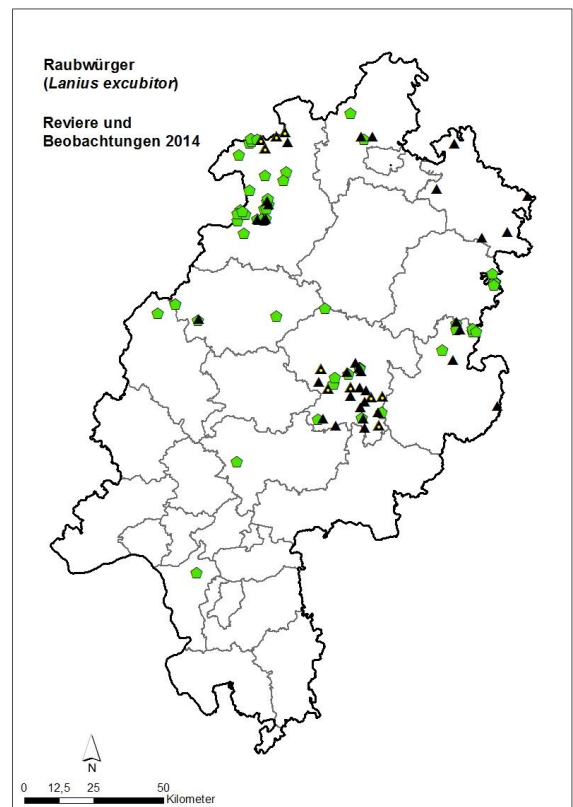 Raubwürger
(Lanius excubitor)
Reviere und
Beobachtungen 2014
N
0 12,5 25 50
Kilometer